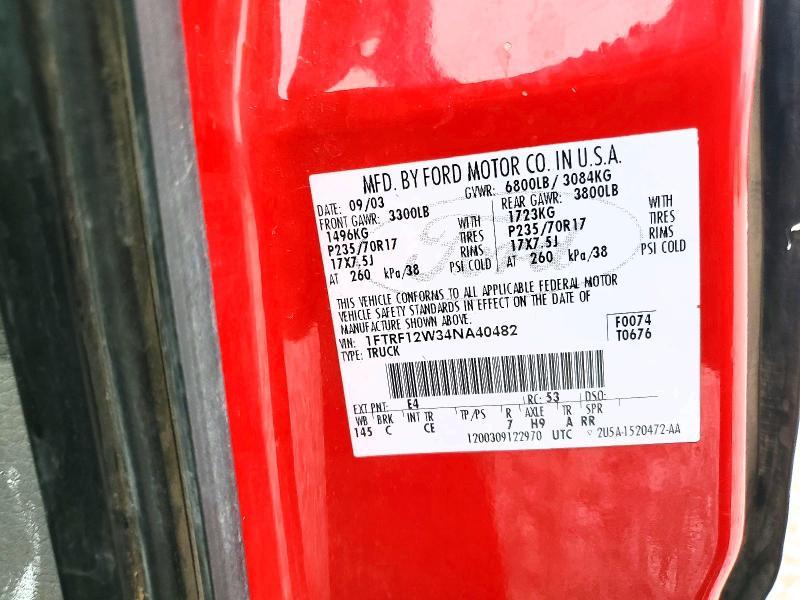 MFD. BY FORD MOTOR CO. IN U.S.A.
DATE: 09/03 GVWR: 6800LB/ 3084KG
FRONT GAWR: 3300LB REAR GAWR: 3800LB
1496KG WITH 1723KG WITH
P235/70R17 TIRES P235/70R17 TIRES
17X7.5J RIMS 17X7.5J RIMS
AT 260 kPa/38 PSI COLD AT 260 kPa/38 PSI COLD
THIS VEHICLE CONFORMS TO ALL APPLICABLE FEDERAL MOTOR
VEHICLE SAFETY STANDARDS IN EFFECT ON THE DATE OF
MANUFACTURE SHOWN ABOVE.
VIN: 1FTRF12W34NA40482 F0074
TYPE: TRUCK T0676
EXT PNT: E4 RC: 53 DSO:
WB BRK INT TR TP/PS R AXLE TR SPR
145 C CE 7 H9 A RR
1200309122970 UTC 2U5A-1520472-AA